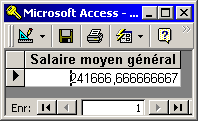 Microsoft Access - ...
Salaire moyen général
241666,666666667
Enr: 1